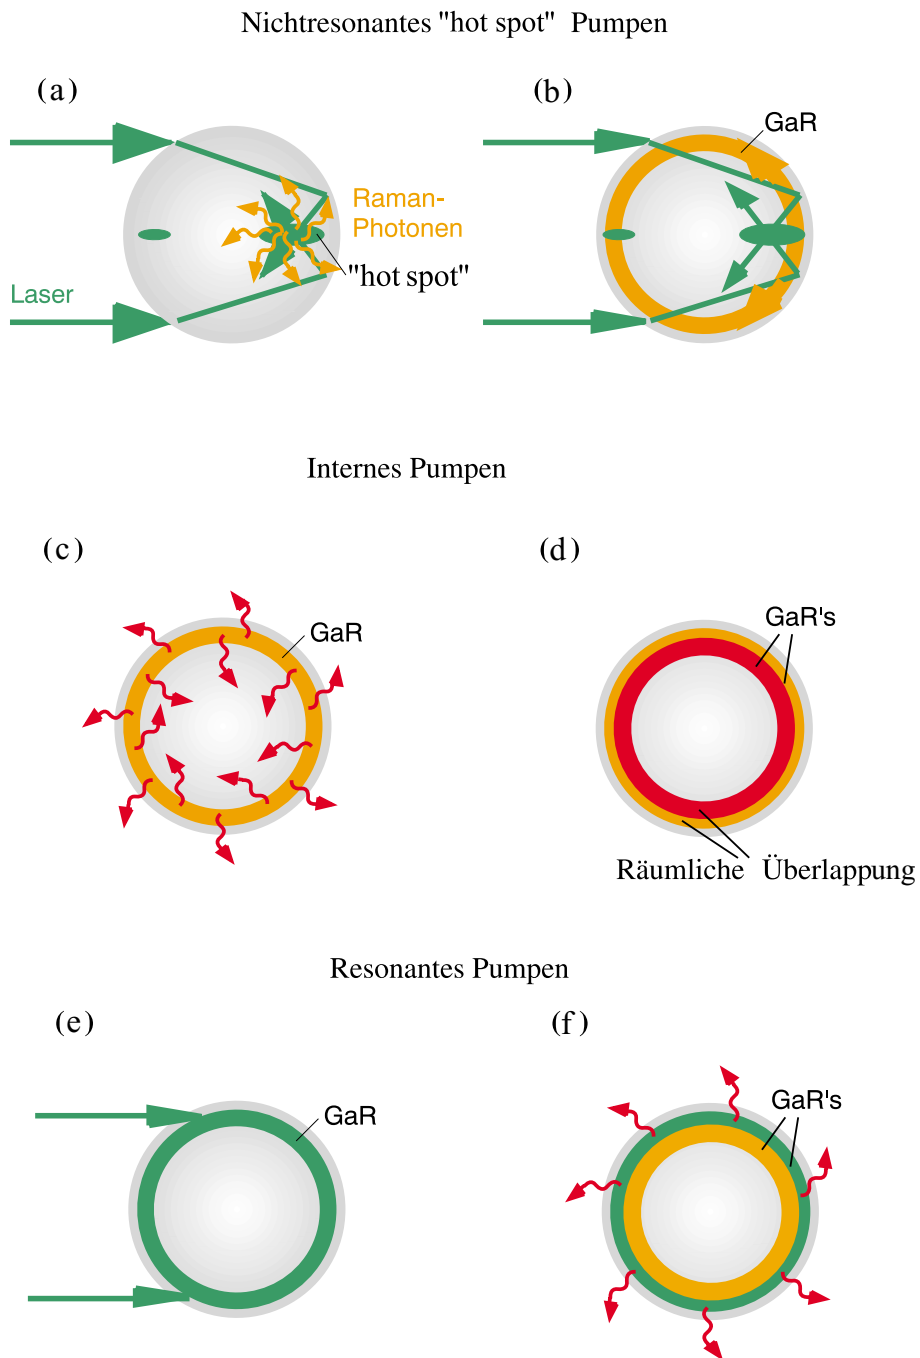 Nichtresonantes "hot spot" Pumpen
(a)
(b)
GaR
Raman-
Photonen
"hot spot"
Laser
Internes Pumpen
(c)
(d)
GaR
GaR's
Räumliche Überlappung
Resonantes Pumpen
(e)
(f)
GaR
GaR's